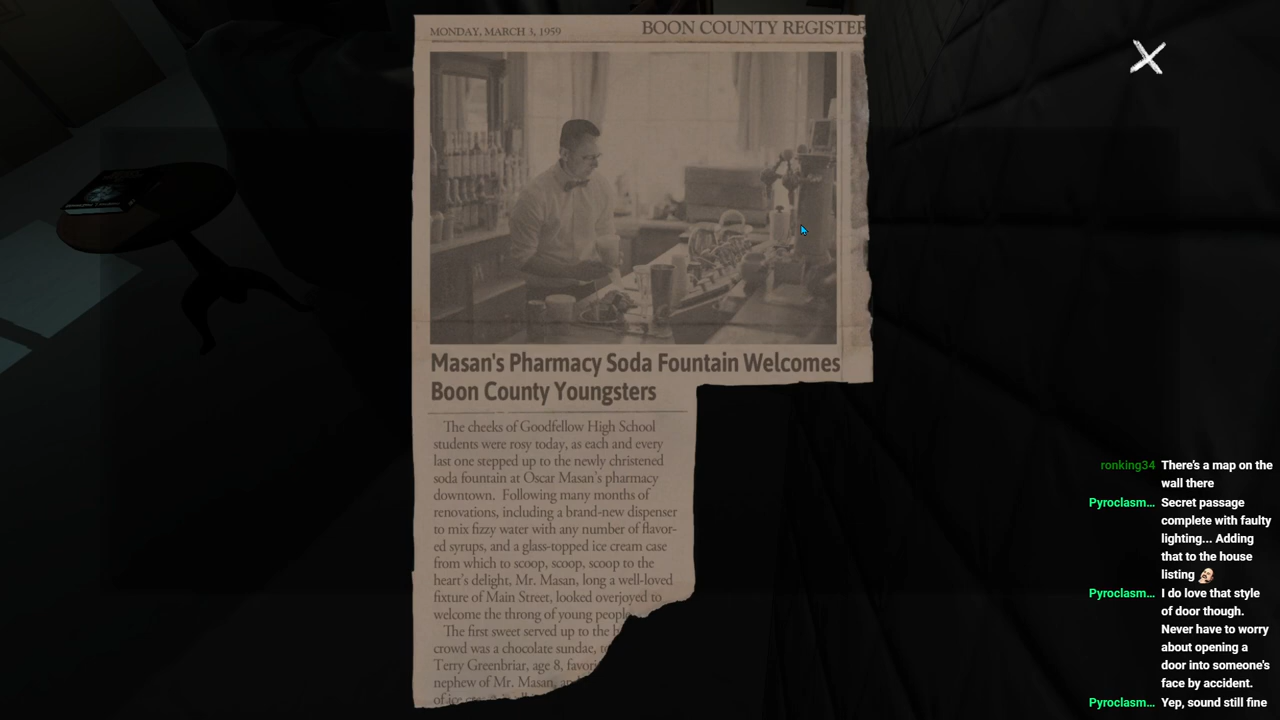 MONDAY, MARCH 3, 1959
BOON COUNTY REGISTER
Masan's Pharmacy Soda Fountain Welcomes
Boon County Youngsters
The cheeks of Goodfellow High School
students were rosy today, as each and every
last one stepped up to the newly christened
soda fountain at Oscar Masan's pharmacy
downtown. Following many months of
renovations, including a brand-new dispenser
to mix fizzy water with any number of flavor-
ed syrups, and a glass-topped ice cream case
from which to scoop, scoop, scoop to the
heart's delight, Mr. Masan, long a well-loved
fixture of Main Street, looked overjoyed to
welcome the throng of young people
The first sweet served up to the
crowd was a chocolate sundae,
Terry Greenbriar, age 8,
nephew of Mr. Masan,
of ice
ronking34 There's a map on the
wall there
Pyroclasm… Secret passage
complete with faulty
lighting... Adding
that to the house
listing
Pyroclasm… I do love that style
of door though.
Never have to worry
about opening a
door into someone's
face by accident.
Pyroclasm… Yep, sound still fine